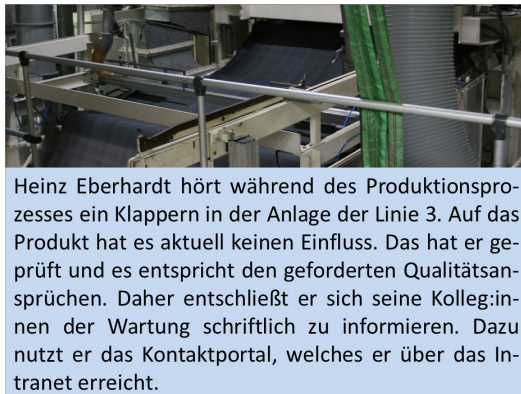 Heinz Eberhardt hört während des Produktionspro-
zesses ein Klappern in der Anlage der Linie 3. Auf das
Produkt hat es aktuell keinen Einfluss. Das hat er ge-
prüft und es entspricht den geforderten Qualitätsan-
sprüchen. Daher entschließt er sich seine Kolleg:in-
nen der Wartung schriftlich zu informieren. Dazu
nutzt er das Kontaktportal, welches er über das In-
tranet erreicht.